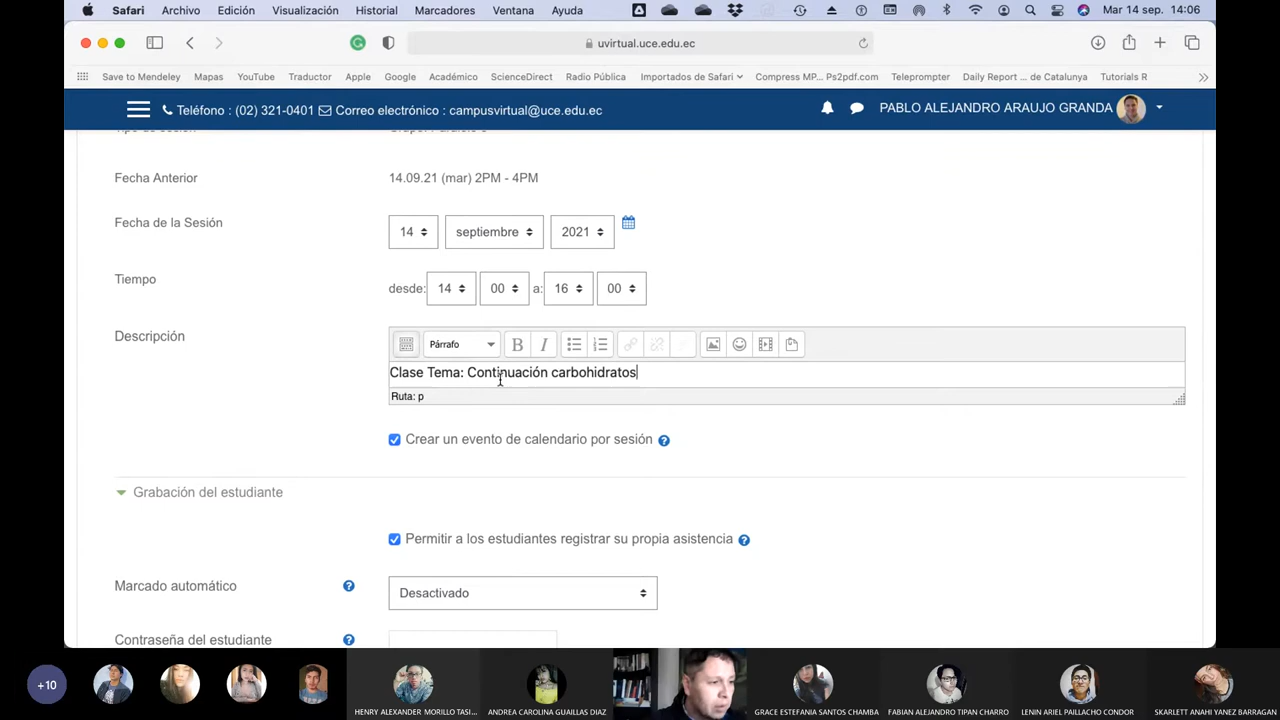 Safari Archivo Edición Visualización Historial Marcadores Ventana Ayuda Mar 14 sep. 14:06
uvirtual.uce.edu.ec
Save to Mendeley Mapas YouTube Traductor Apple Google Académico ScienceDirect Radio Pública Importados de Safari Compress MP... Ps2pdf.com Teleprompter Daily Report ... de Catalunya Tutorials R
Teléfono : (02) 321-0401 Correo electrónico : campusvirtual@uce.edu.ec PABLO ALEJANDRO ARAUJO GRANDA
Fecha Anterior 14.09.21 (mar) 2PM - 4PM
Fecha de la Sesión 14 septiembre 2021
Tiempo desde: 14 00 a: 16 00
Descripción Párrafo B I
Clase Tema: Continuación carbohidratos
Ruta: p
Crear un evento de calendario por sesión
Grabación del estudiante
Permitir a los estudiantes registrar su propia asistencia
Marcado automático Desactivado
Contraseña del estudiante
+10
HENRY ALEXANDER MORILLO TASI... ANDREA CAROLINA GUAILLAS DIAZ GRACE ESTEFANIA SANTOS CHAMBA FABIAN ALEJANDRO TIPAN CHARRO LENIN ARIEL PAILLACHO CONDOR SKARLETT ANAHI YANEZ BARRAGAN